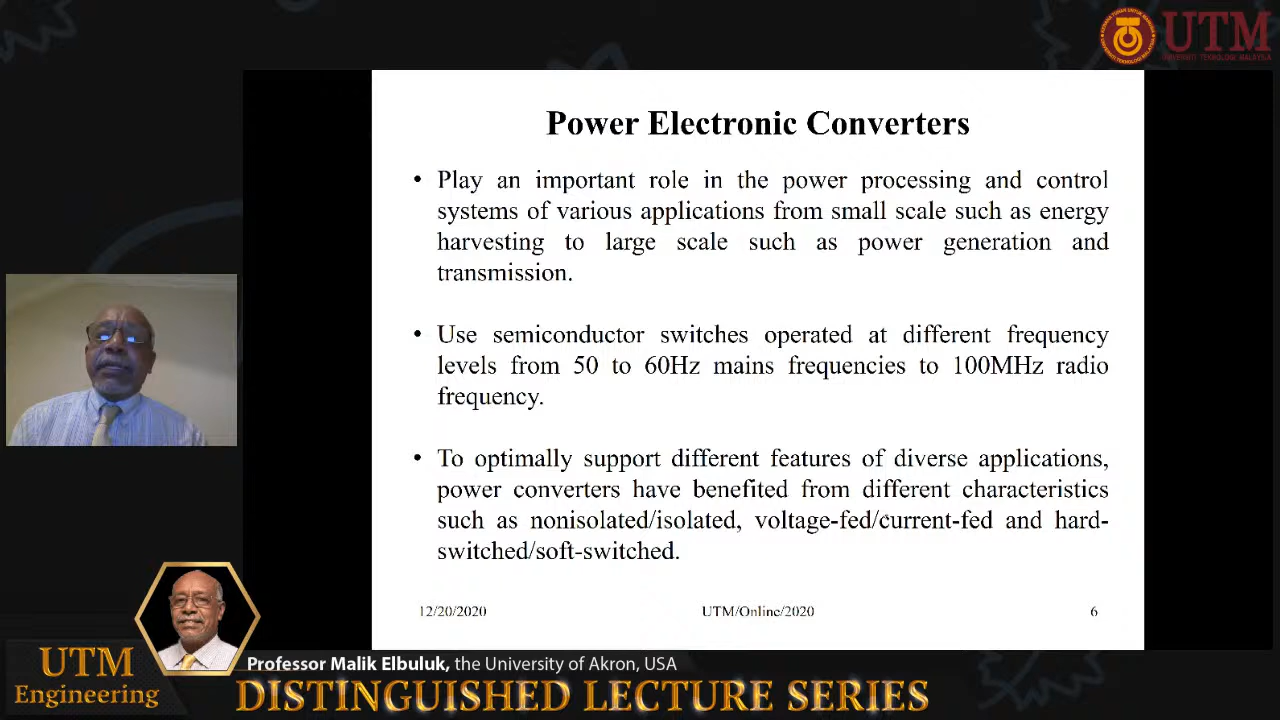 UTM
UNIVERSITI TEKNOLOGI MALAYSIA
Power Electronic Converters
• Play an important role in the power processing and control
systems of various applications from small scale such as energy
harvesting to large scale such as power generation and
transmission.
• Use semiconductor switches operated at different frequency
levels from 50 to 60Hz mains frequencies to 100MHz radio
frequency.
• To optimally support different features of diverse applications,
power converters have benefited from different characteristics
such as nonisolated/isolated, voltage-fed/current-fed and hard-
switched/soft-switched.
12/20/2020
UTM/Online/2020
6
UTM
Engineering
Professor Malik Elbuluk, the University of Akron, USA
DISTINGUISHED LECTURE SERIES